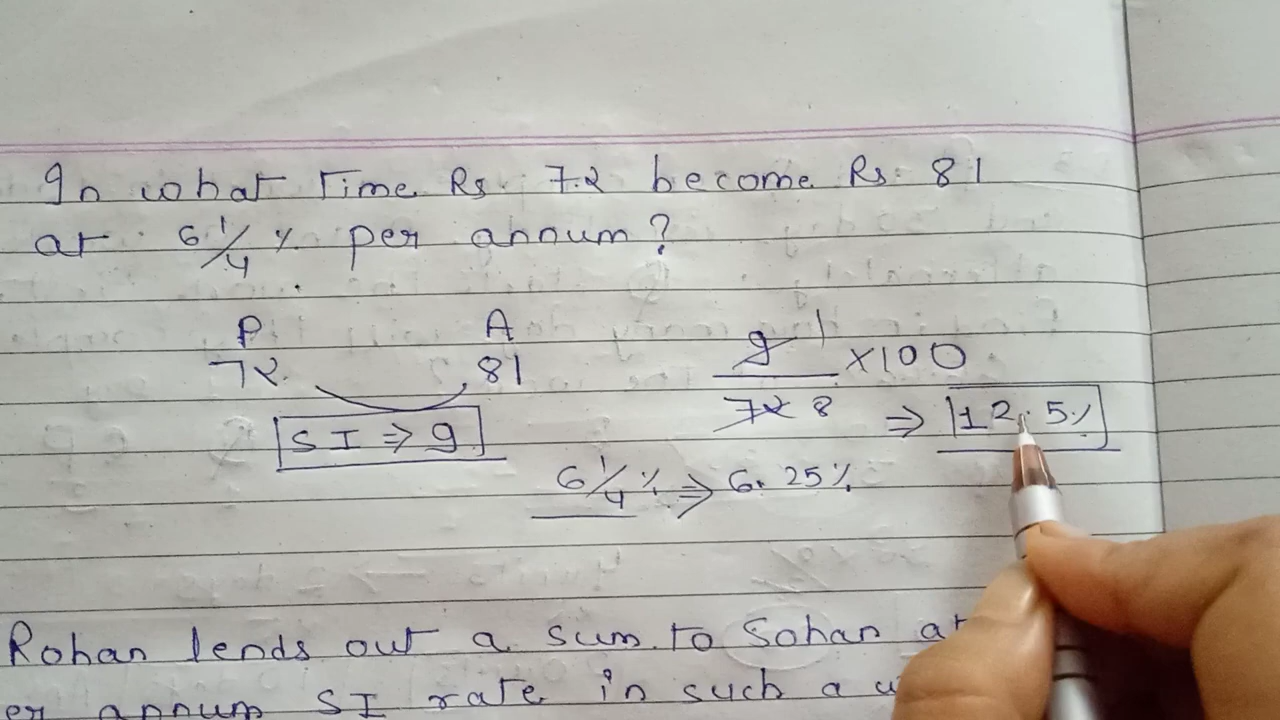 In what Time Rs. 72 become Rs. 81
at 6 1/4 % per annum?
P A
72 81
SI ⇒ 9
9 1 ×100
72 8 ⇒ 12.5%
6 1/4 % ⇒ 6.25%
Rohan lends out a sum to Sohan at
annum SI rate in such a